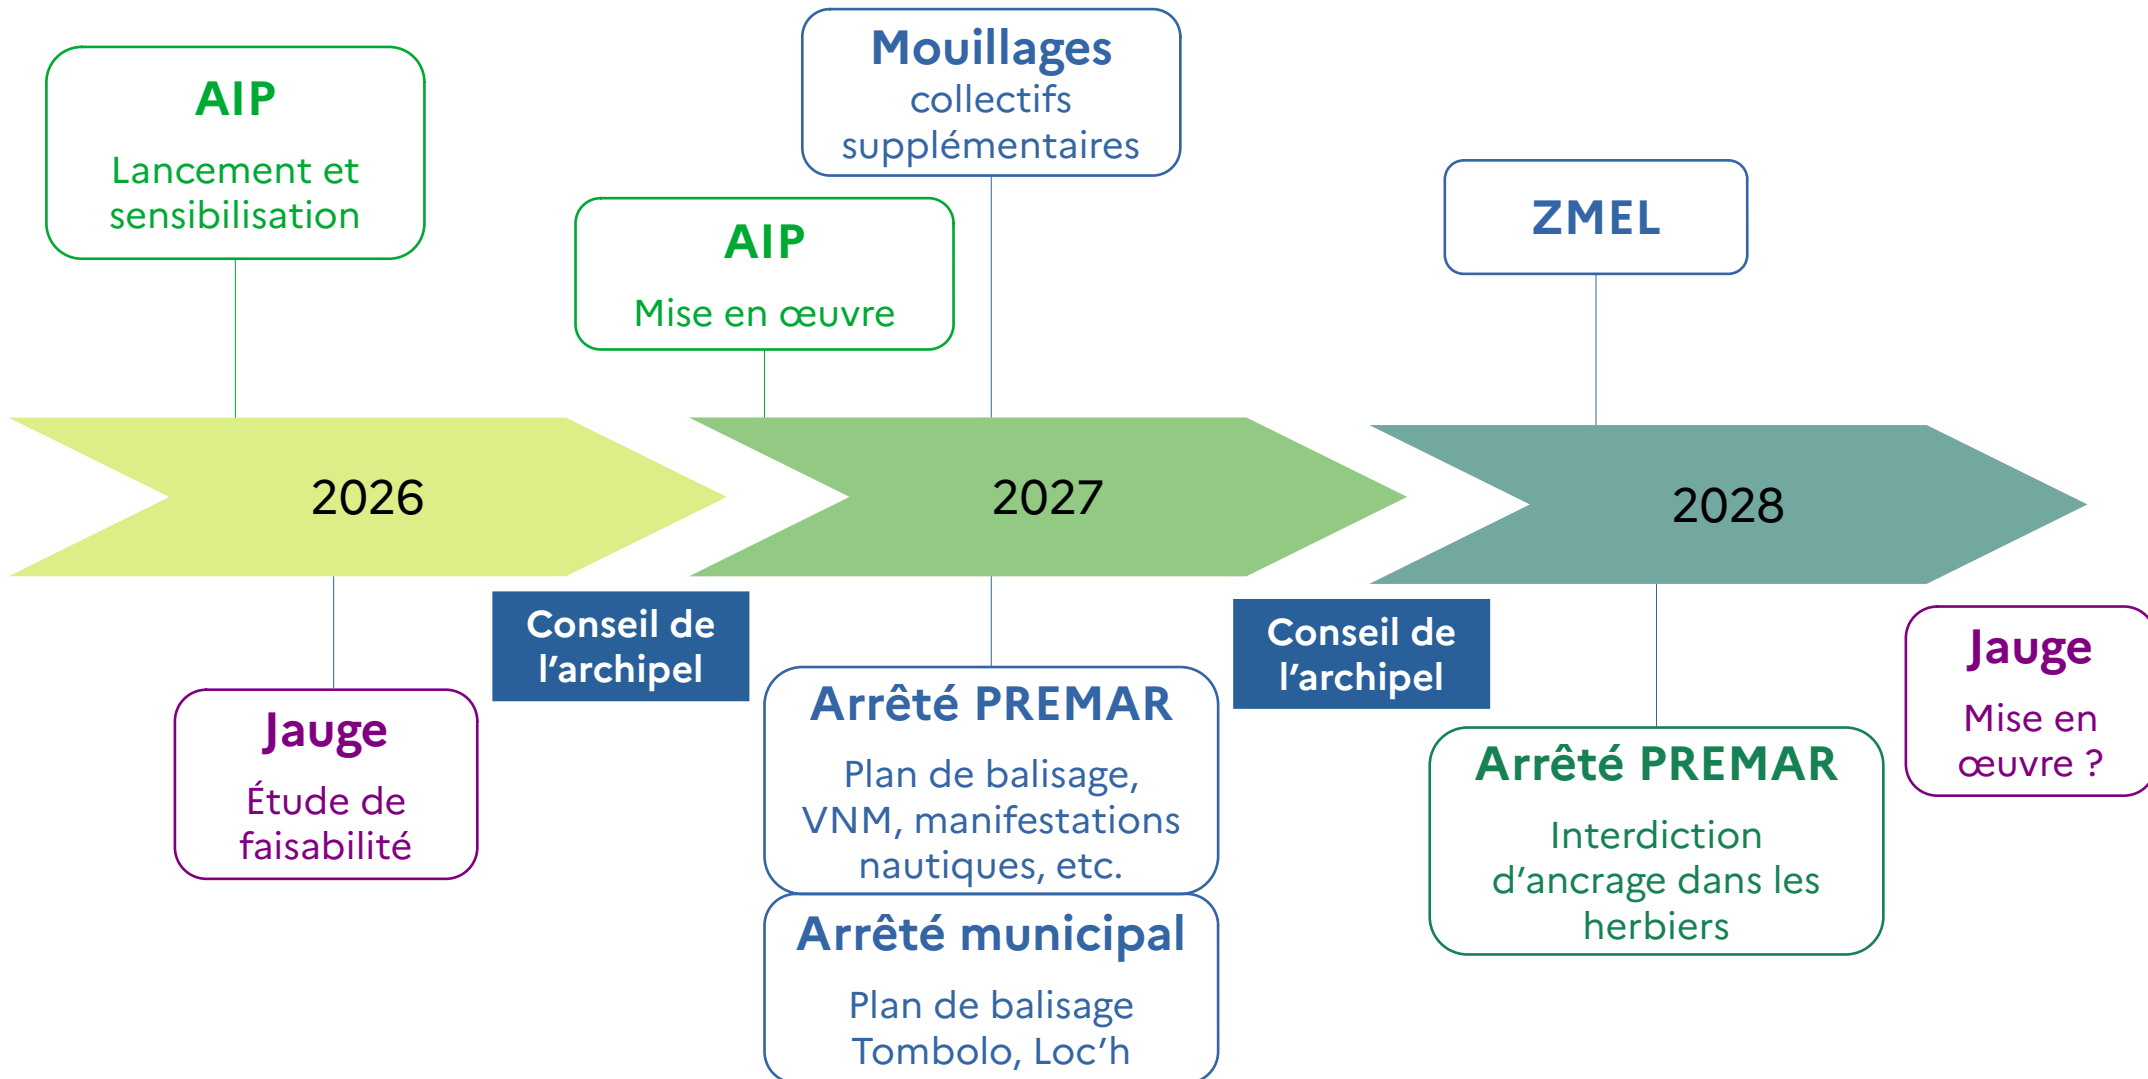 AIP
Lancement et
sensibilisation
AIP
Mise en œuvre
Mouillages
collectifs
supplémentaires
ZMEL
2026
2027
2028
Conseil de
l’archipel
Conseil de
l’archipel
Jauge
Étude de
faisabilité
Arrêté PREMAR
Plan de balisage,
VNM, manifestations
nautiques, etc.
Arrêté municipal
Plan de balisage
Tombolo, Loc’h
Arrêté PREMAR
Interdiction
d’ancrage dans les
herbiers
Jauge
Mise en
œuvre ?